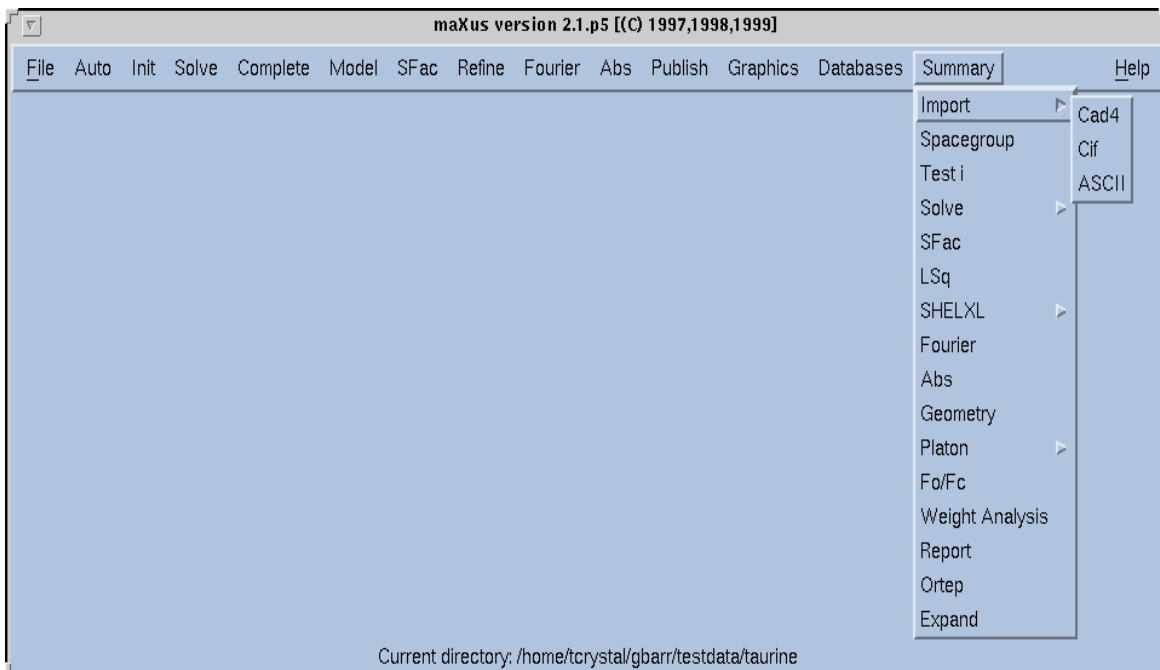 maXus version 2.1.p5 [(C) 1997,1998,1999]
File Auto Init Solve Complete Model SFac Refine Fourier Abs Publish Graphics Databases Summary Help
Import
Cad4
Cif
ASCII
Spacegroup
Test i
Solve
SFac
LSq
SHELXL
Fourier
Abs
Geometry
Platon
Fo/Fc
Weight Analysis
Report
Ortep
Expand
Current directory: /home/tcrystal/gbarr/testdata/taurine